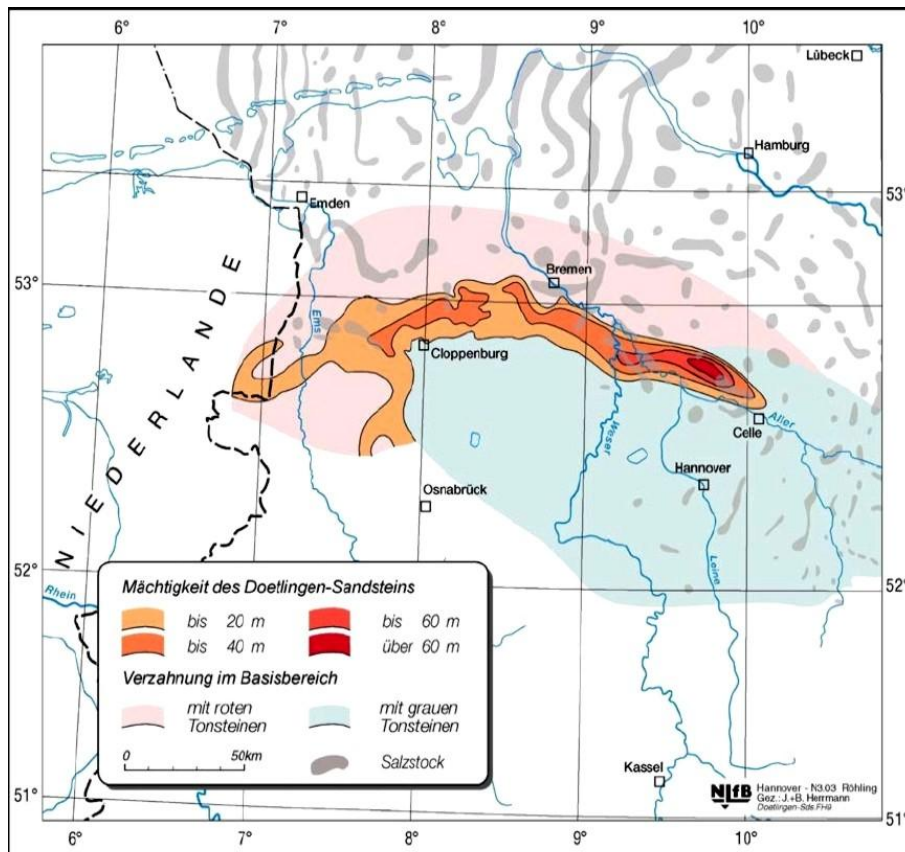 6° 7° 8° 9° 10°
Lübeck
Hamburg
53°
Emden
Bremen
53°
Ems
Cloppenburg
Weser
Aller
Celle
Hannover
NIEDERLANDE
Osnabrück
52°
52°
Rhein
Leine
Mächtigkeit des Doetlingen-Sandsteins
bis 20 m bis 60 m
bis 40 m über 60 m
Verzahnung im Basisbereich
mit roten Tonsteinen
mit grauen Tonsteinen
0 50km
Salzstock
Kassel
NLfB
Hannover - N3.03 Röhling
Gez.: J.+B. Herrmann
Doetlingen-Sds.FH9
51°
51°
6° 7° 8° 9° 10°